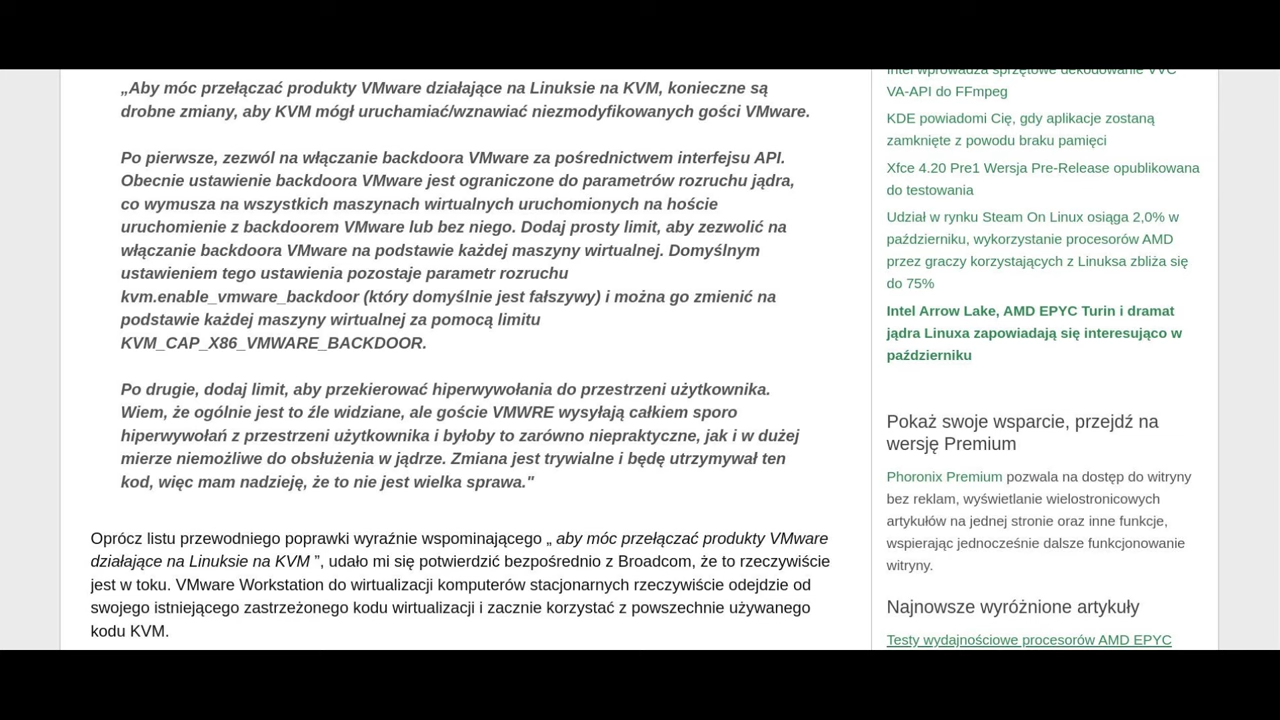 „Aby móc przełączać produkty VMware działające na Linuksie na KVM, konieczne są
drobne zmiany, aby KVM mógł uruchamiać/wznawiać niezmodyfikowanych gości VMware.
Po pierwsze, zezwól na włączanie backdoora VMware za pośrednictwem interfejsu API.
Obecnie ustawienie backdoora VMware jest ograniczone do parametrów rozruchu jądra,
co wymusza na wszystkich maszynach wirtualnych uruchomionych na hoście
uruchomienie z backdoorem VMware lub bez niego. Dodaj prosty limit, aby zezwolić na
włączanie backdoora VMware na podstawie każdej maszyny wirtualnej. Domyślnym
ustawieniem tego ustawienia pozostaje parametr rozruchu
kvm.enable_vmware_backdoor (który domyślnie jest fałszywy) i można go zmienić na
podstawie każdej maszyny wirtualnej za pomocą limitu
KVM_CAP_X86_VMWARE_BACKDOOR.
Po drugie, dodaj limit, aby przekierować hiperwywołania do przestrzeni użytkownika.
Wiem, że ogólnie jest to źle widziane, ale goście VMWRE wysyłają całkiem sporo
hiperwywołań z przestrzeni użytkownika i byłoby to zarówno niepraktyczne, jak i w dużej
mierze niemożliwe do obsłużenia w jądrze. Zmiana jest trywialne i będę utrzymywał ten
kod, więc mam nadzieję, że to nie jest wielka sprawa."
Oprócz listu przewodniego poprawki wyraźnie wspominającego „ aby móc przełączać produkty VMware
działające na Linuksie na KVM ”, udało mi się potwierdzić bezpośrednio z Broadcom, że to rzeczywiście
jest w toku. VMware Workstation do wirtualizacji komputerów stacjonarnych rzeczywiście odejdzie od
swojego istniejącego zastrzeżonego kodu wirtualizacji i zacznie korzystać z powszechnie używanego
kodu KVM.
Intel wprowadza sprzętowe dekodowanie VVC
VA-API do FFmpeg
KDE powiadomi Cię, gdy aplikacje zostaną
zamknięte z powodu braku pamięci
Xfce 4.20 Pre1 Wersja Pre-Release opublikowana
do testowania
Udział w rynku Steam On Linux osiąga 2,0% w
październiku, wykorzystanie procesorów AMD
przez graczy korzystających z Linuksa zbliża się
do 75%
Intel Arrow Lake, AMD EPYC Turin i dramat
jądra Linuxa zapowiadają się interesująco w
październiku
Pokaż swoje wsparcie, przejdź na
wersję Premium
Phoronix Premium pozwala na dostęp do witryny
bez reklam, wyświetlanie wielostronicowych
artykułów na jednej stronie oraz inne funkcje,
wspierając jednocześnie dalsze funkcjonowanie
witryny.
Najnowsze wyróżnione artykuły
Testy wydajnościowe procesorów AMD EPYC